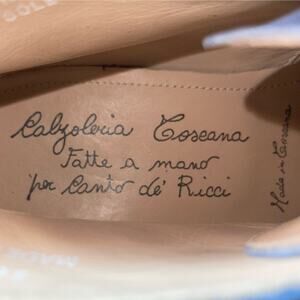 Calzoleria Toscana
Fatte a mano
per Canto de' Ricci
Made in Toscana